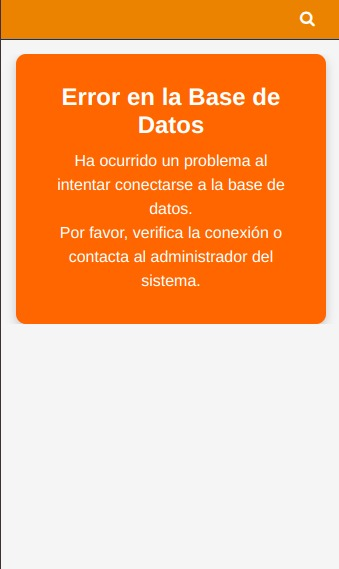 Error en la Base de
Datos
Ha ocurrido un problema al
intentar conectarse a la base de
datos.
Por favor, verifica la conexión o
contacta al administrador del
sistema.